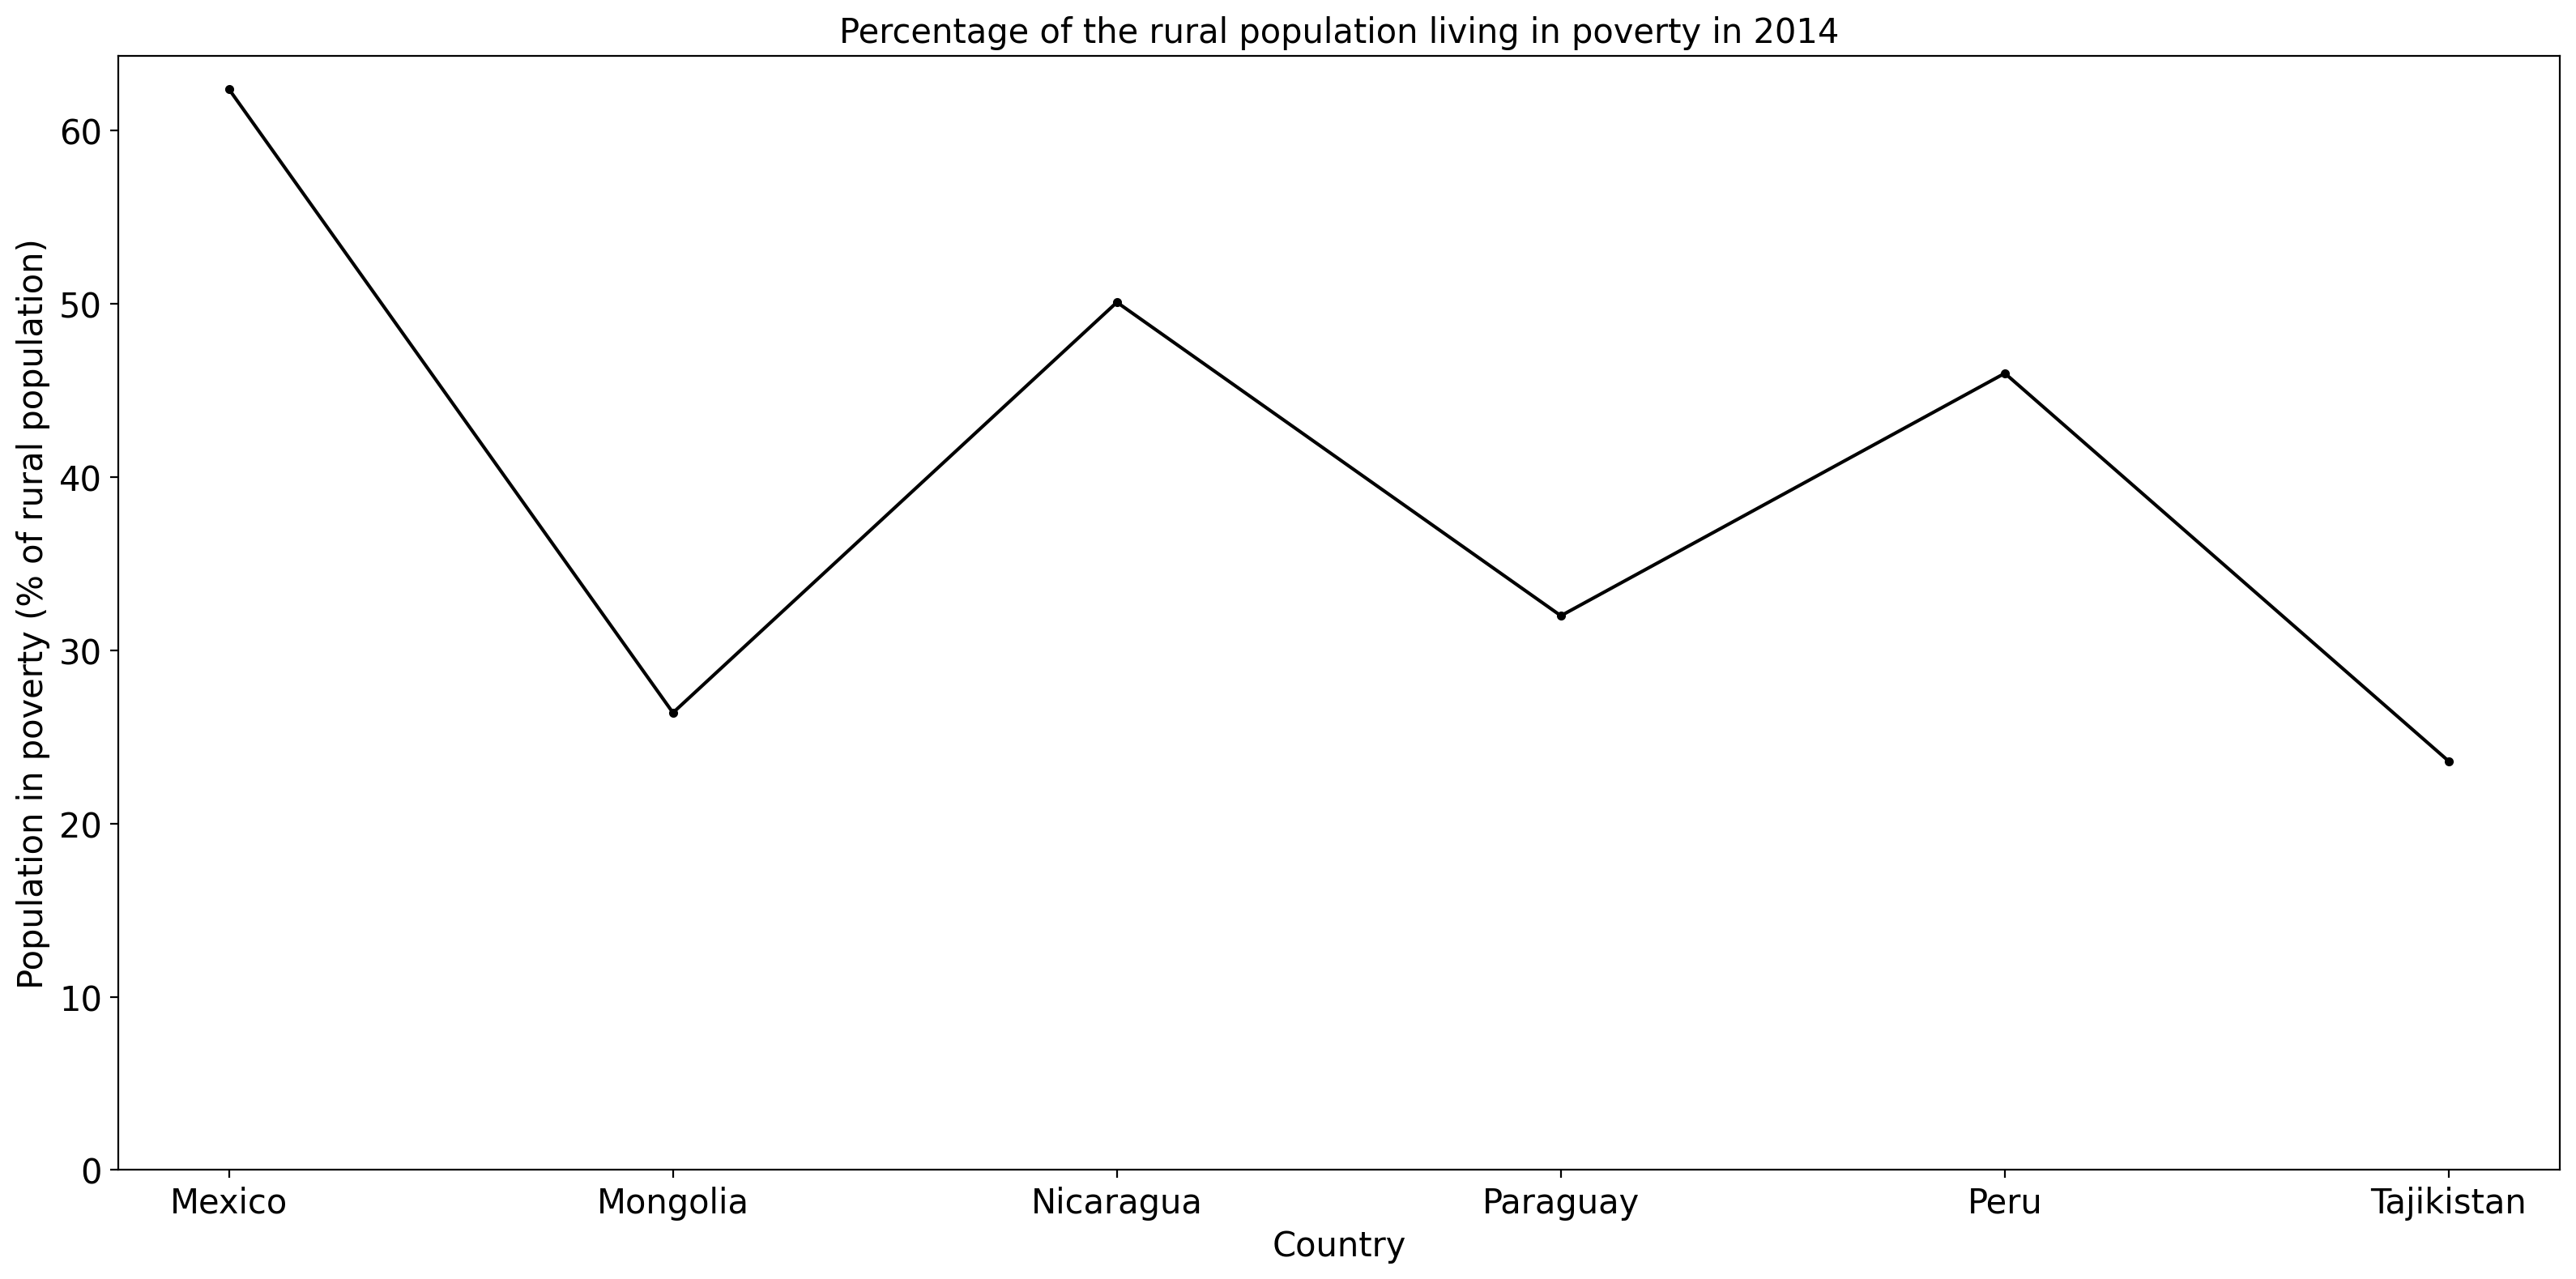 Percentage of the rural population living in poverty in 2014
Population in poverty (% of rural population)
60
50
40
30
20
10
0
Mexico Mongolia Nicaragua Paraguay Peru Tajikistan
Country